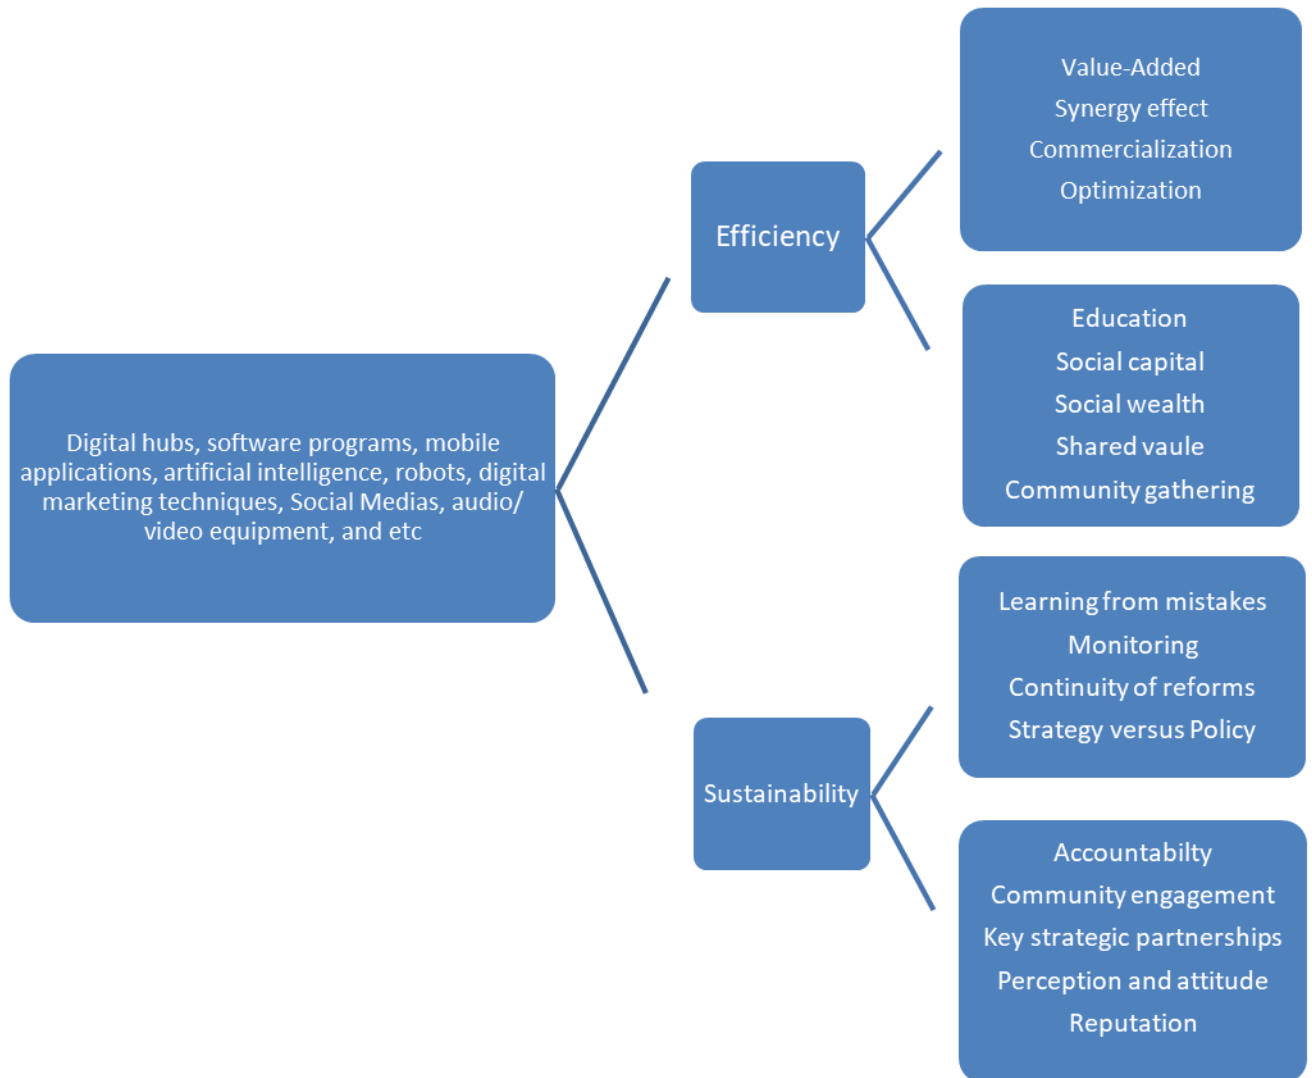 Digital hubs, software programs, mobile
applications, artificial intelligence, robots, digital
marketing techniques, Social Medias, audio/
video equipment, and etc
Efficiency
Value-Added
Synergy effect
Commercialization
Optimization
Education
Social capital
Social wealth
Shared vaule
Community gathering
Sustainability
Learning from mistakes
Monitoring
Continuity of reforms
Strategy versus Policy
Accountabilty
Community engagement
Key strategic partnerships
Perception and attitude
Reputation